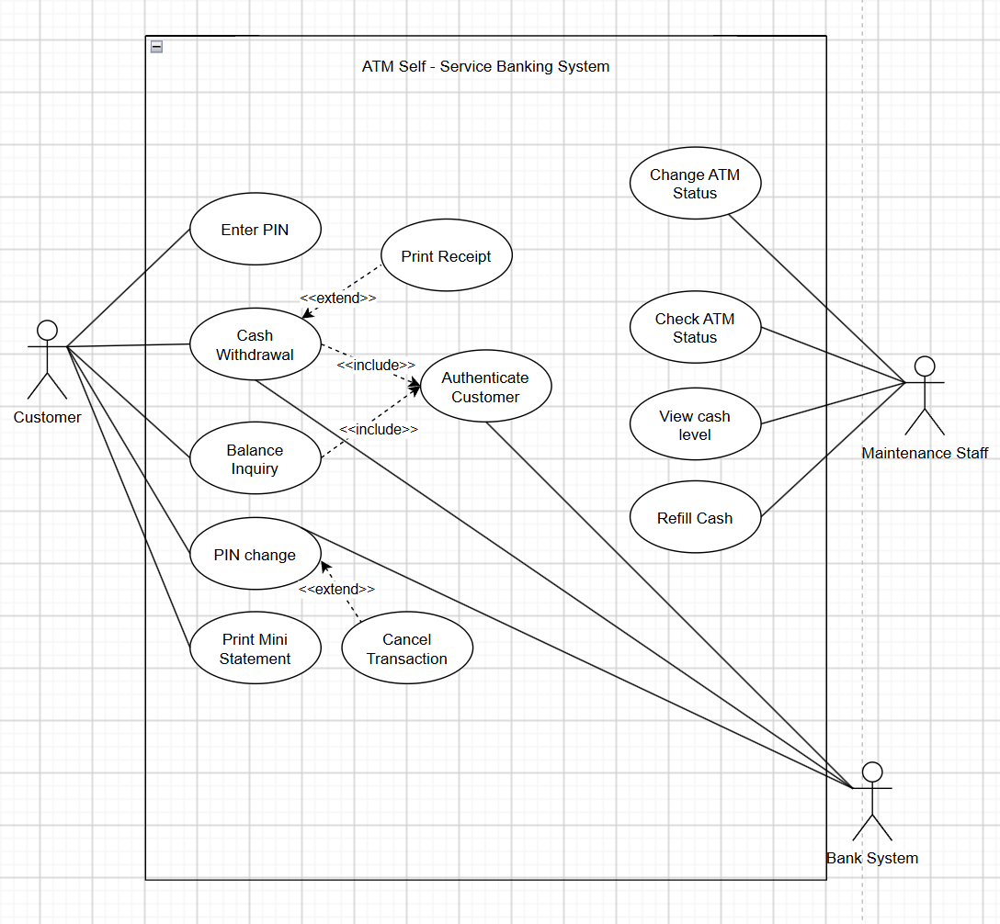 ATM Self - Service Banking System
Change ATM
Status
Enter PIN
Print Receipt
<<extend>>
Check ATM
Status
Cash
Withdrawal
<<include>>
Authenticate
Customer
Customer
View cash
level
<<include>>
Balance
Inquiry
Maintenance Staff
Refill Cash
PIN change
<<extend>>
Print Mini
Statement
Cancel
Transaction
Bank System